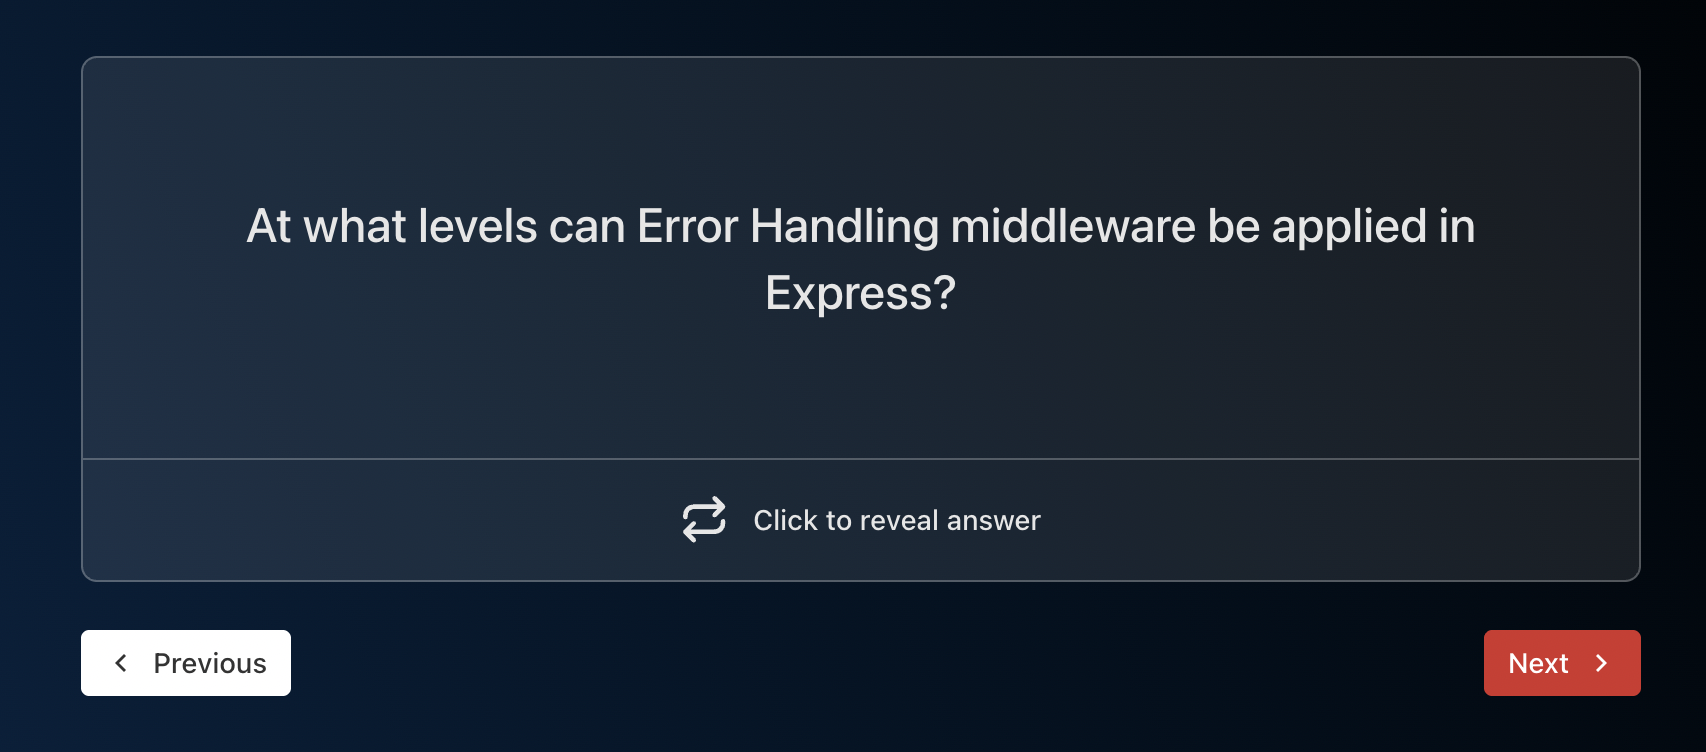 At what levels can Error Handling middleware be applied in
Express?
Click to reveal answer
Previous
Next